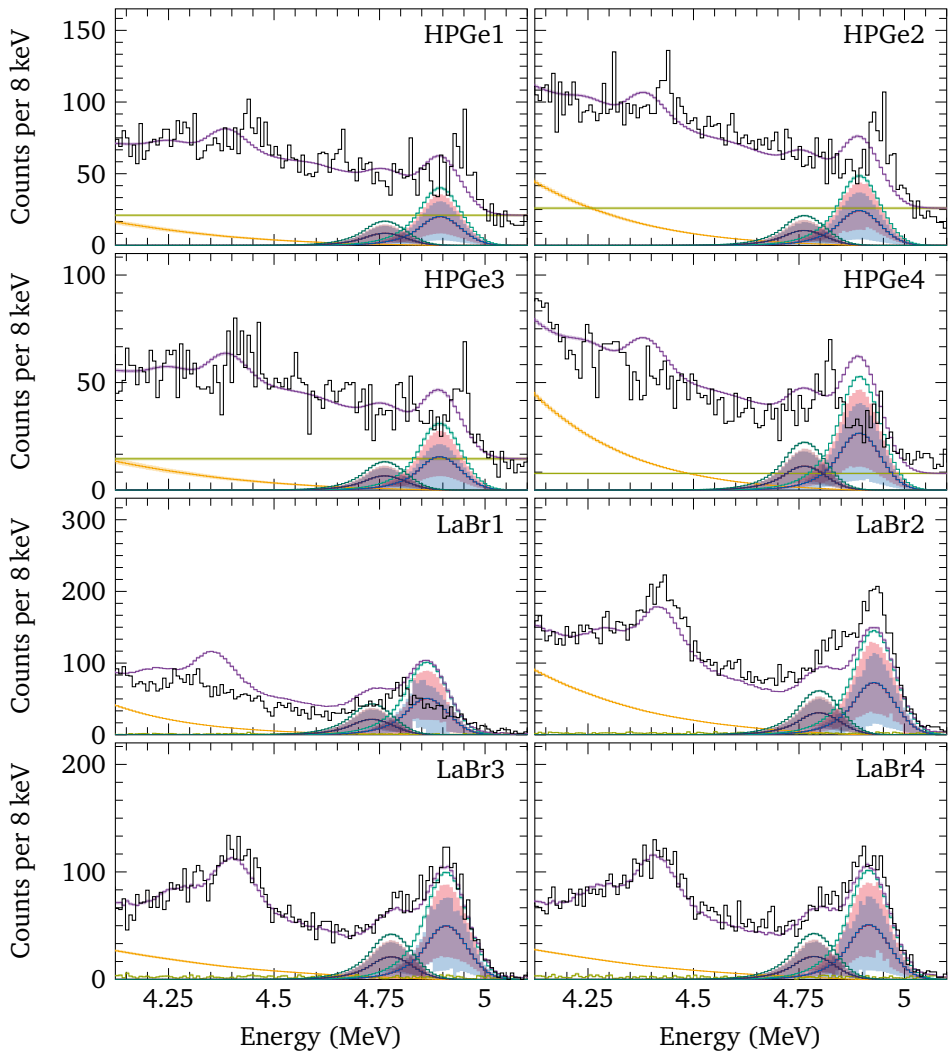 HPGe1
HPGe2
Counts per 8 keV
150
100
50
0
HPGe3
HPGe4
Counts per 8 keV
100
50
0
LaBr1
LaBr2
Counts per 8 keV
300
200
100
0
LaBr3
LaBr4
Counts per 8 keV
200
100
0
4.25 4.5 4.75 5 4.25 4.5 4.75 5
Energy (MeV) Energy (MeV)